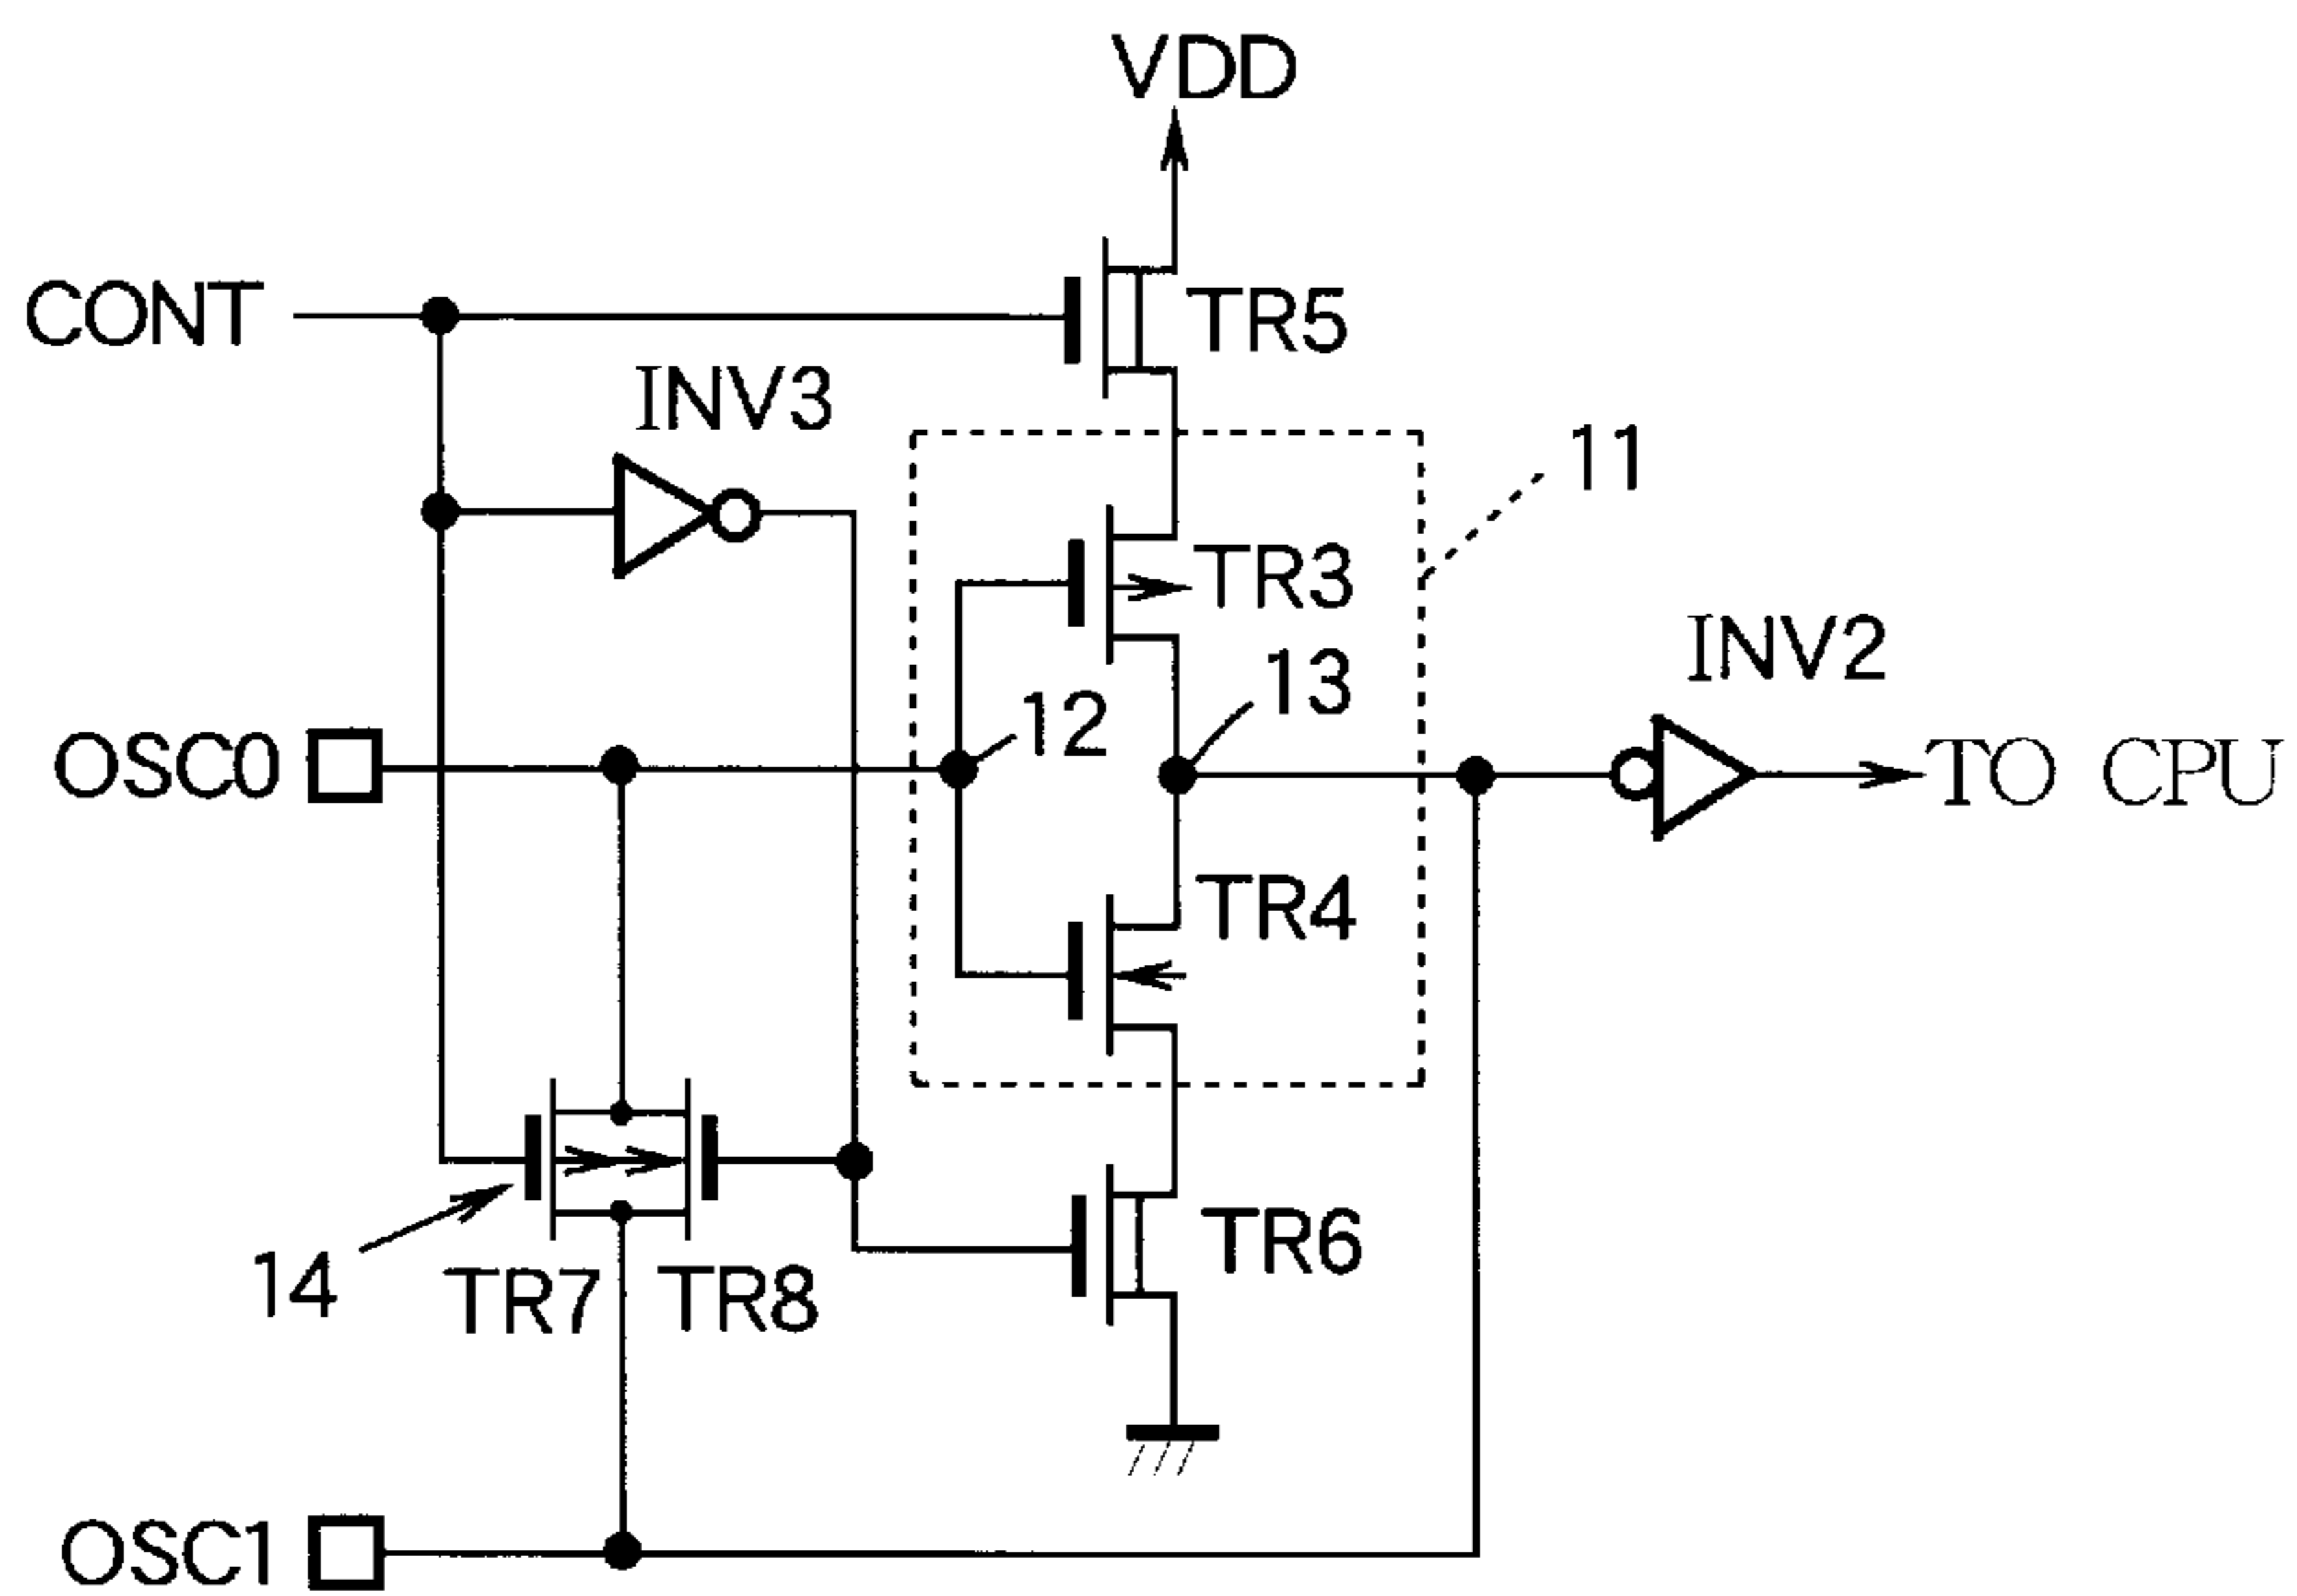 VDD
CONT
TR5
INV3
11
TR3
INV2
13
12
OSC0
TO CPU
TR4
TR6
14
TR7
TR8
OSC1